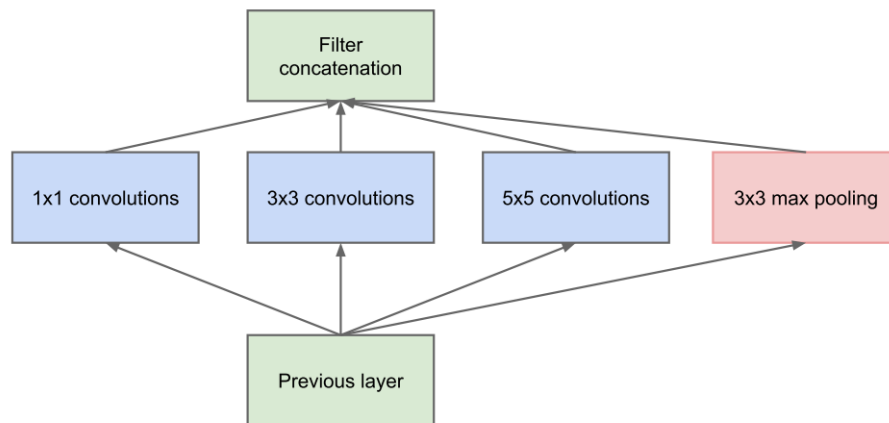 Filter
concatenation
1x1 convolutions
3x3 convolutions
5x5 convolutions
3x3 max pooling
Previous layer